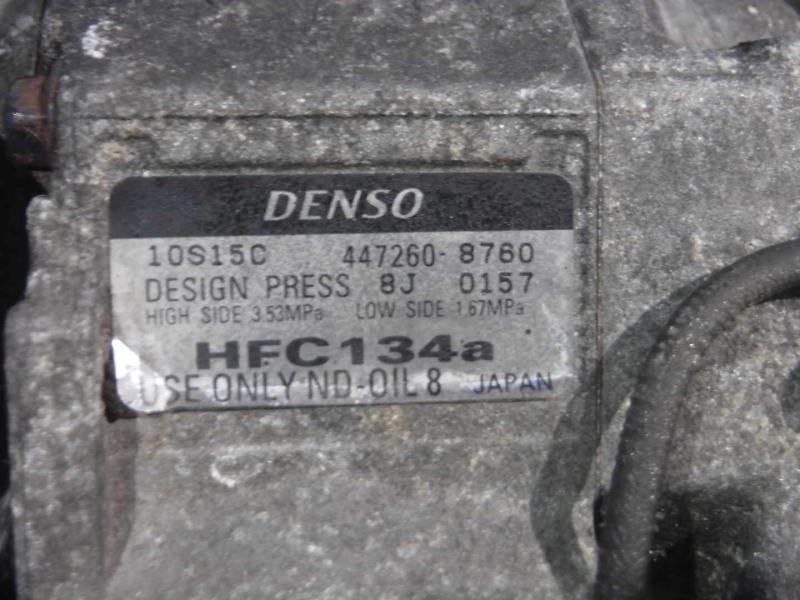 DENSO
10S15C 447260-8760
DESIGN PRESS 8J 0157
HIGH SIDE 3.53MPa LOW SIDE 1.67MPa
HFC134a
USE ONLY ND-OIL 8 JAPAN